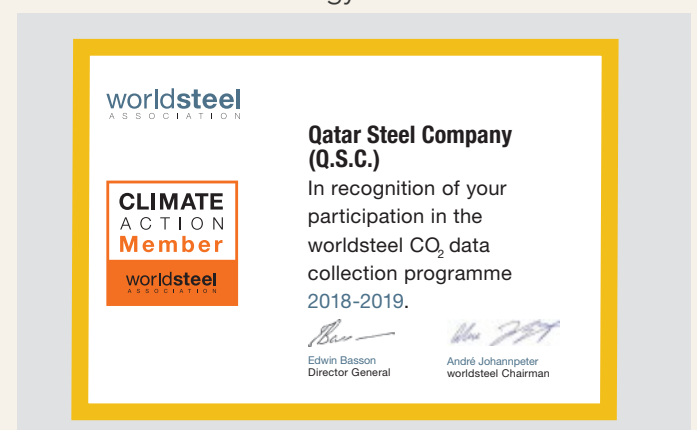 worldsteel
ASSOCIATION
CLIMATE
ACTION
Member
worldsteel
ASSOCIATION
Qatar Steel Company
(Q.S.C.)
In recognition of your
participation in the
worldsteel CO₂ data
collection programme
2018-2019.
Edwin Basson
Director General
André Johannpeter
worldsteel Chairman